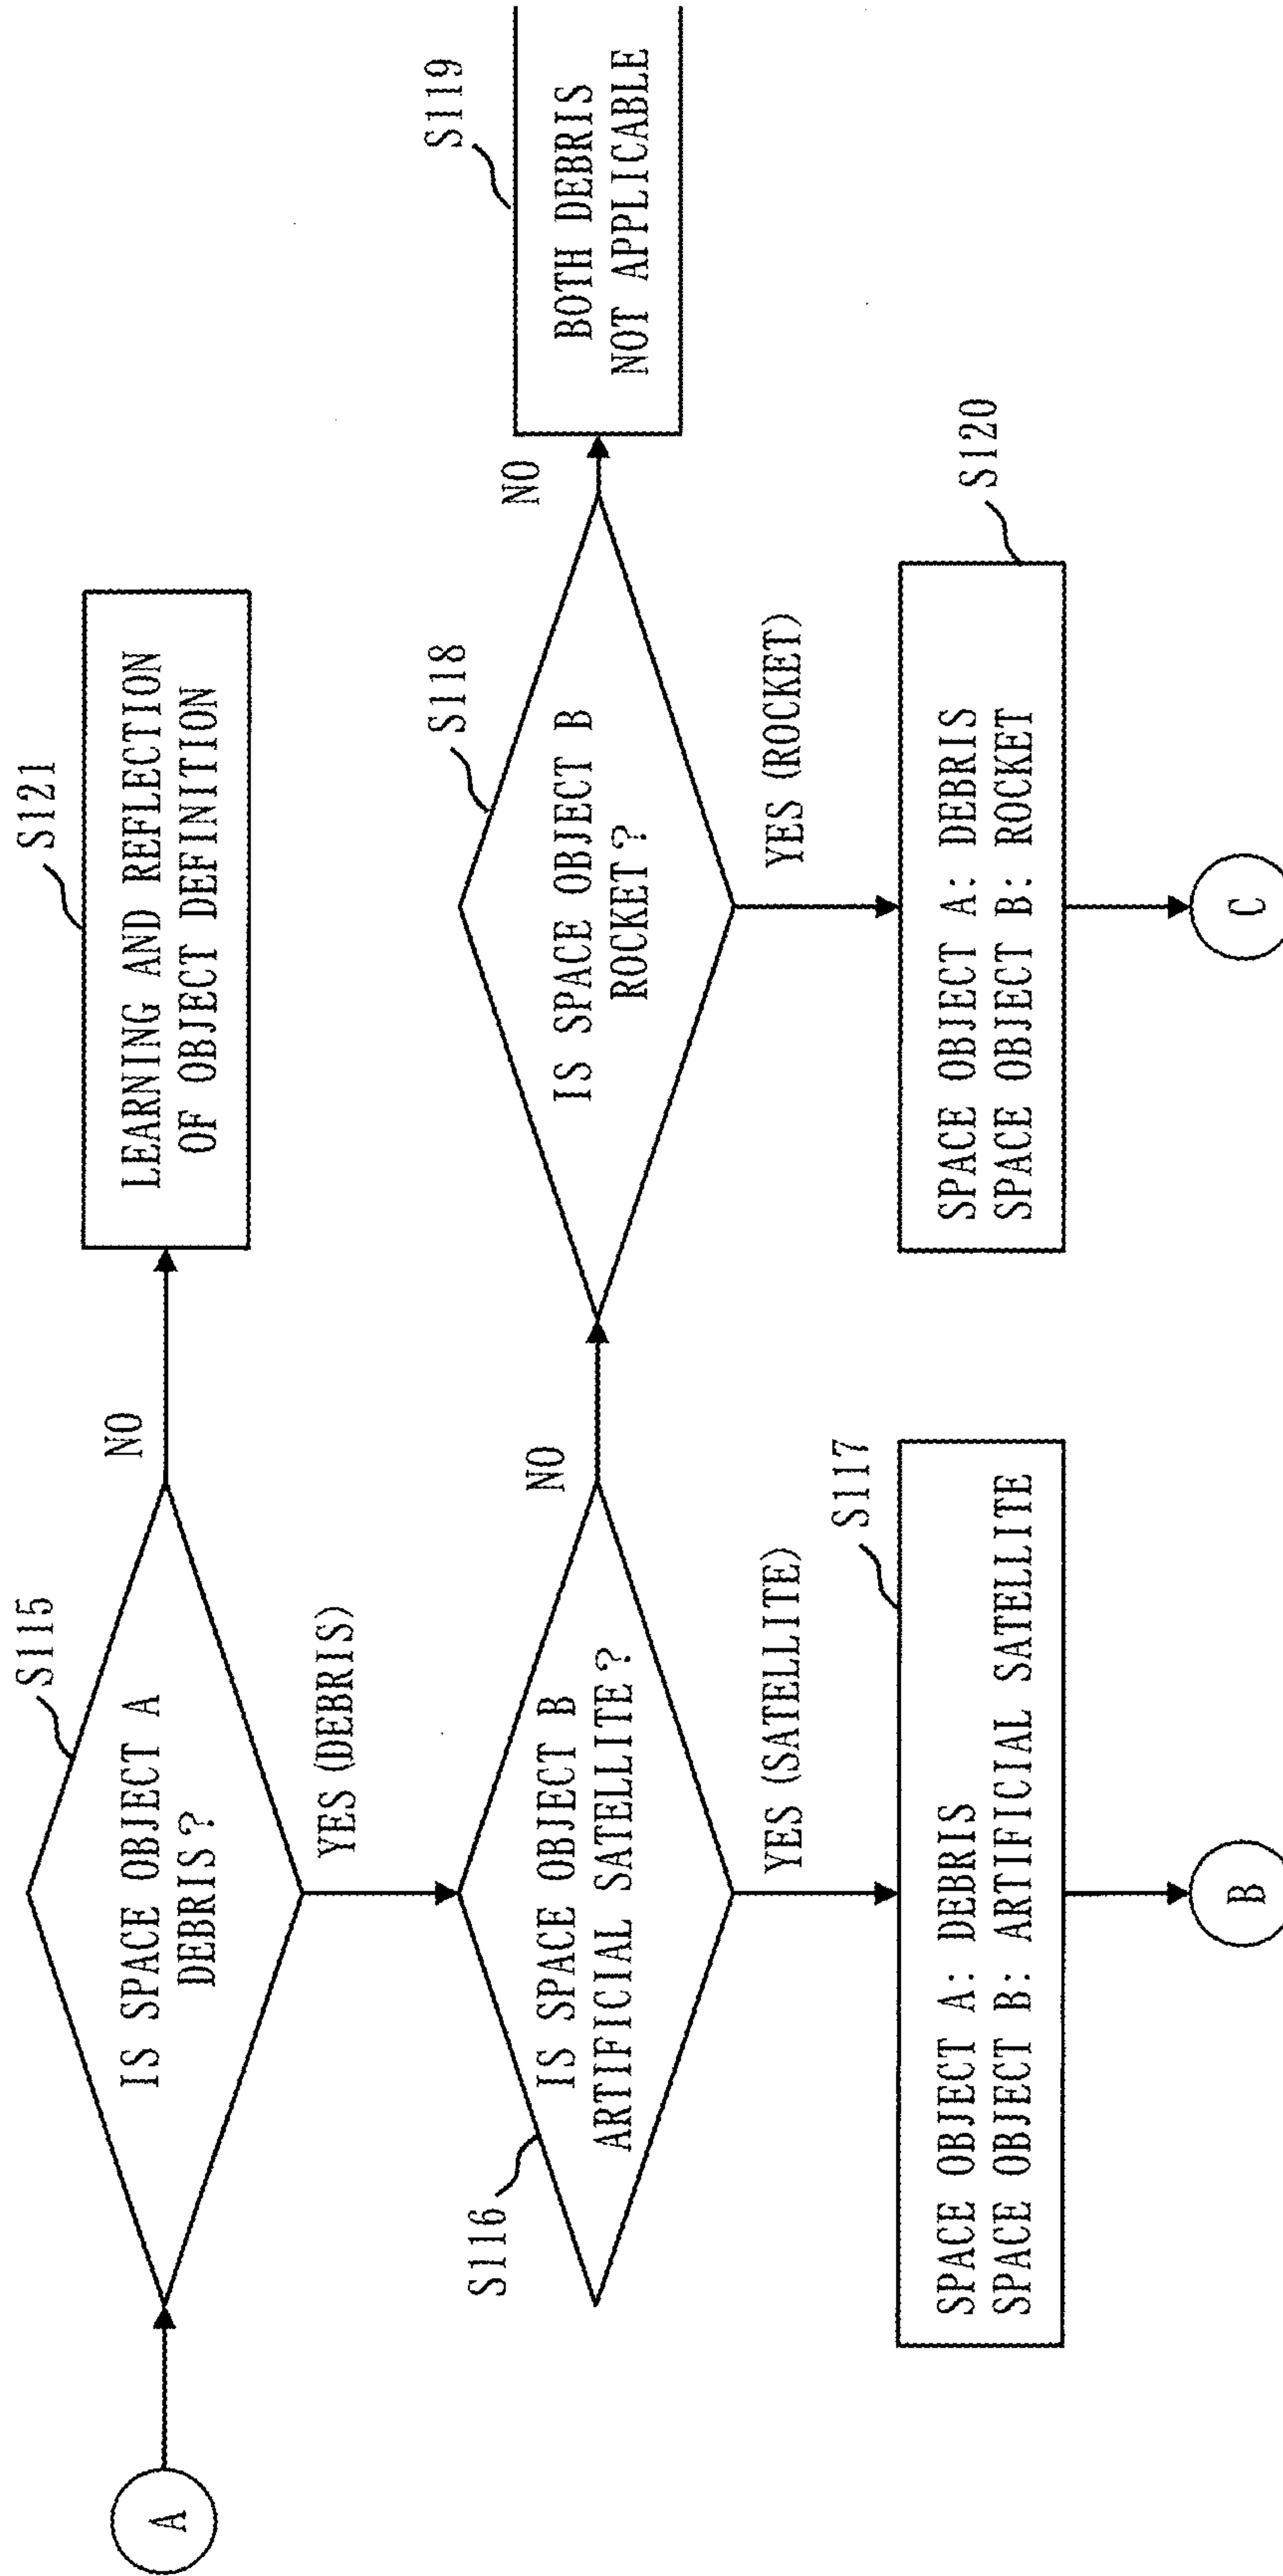 A
S115
IS SPACE OBJECT A
DEBRIS?
NO
S121
LEARNING AND REFLECTION
OF OBJECT DEFINITION
YES (DEBRIS)
S116
IS SPACE OBJECT B
ARTIFICIAL SATELLITE?
NO
S118
IS SPACE OBJECT B
ROCKET?
NO
S119
BOTH DEBRIS
NOT APPLICABLE
YES (SATELLITE)
YES (ROCKET)
S117
SPACE OBJECT A: DEBRIS
SPACE OBJECT B: ARTIFICIAL SATELLITE
S120
SPACE OBJECT A: DEBRIS
SPACE OBJECT B: ROCKET
B
C